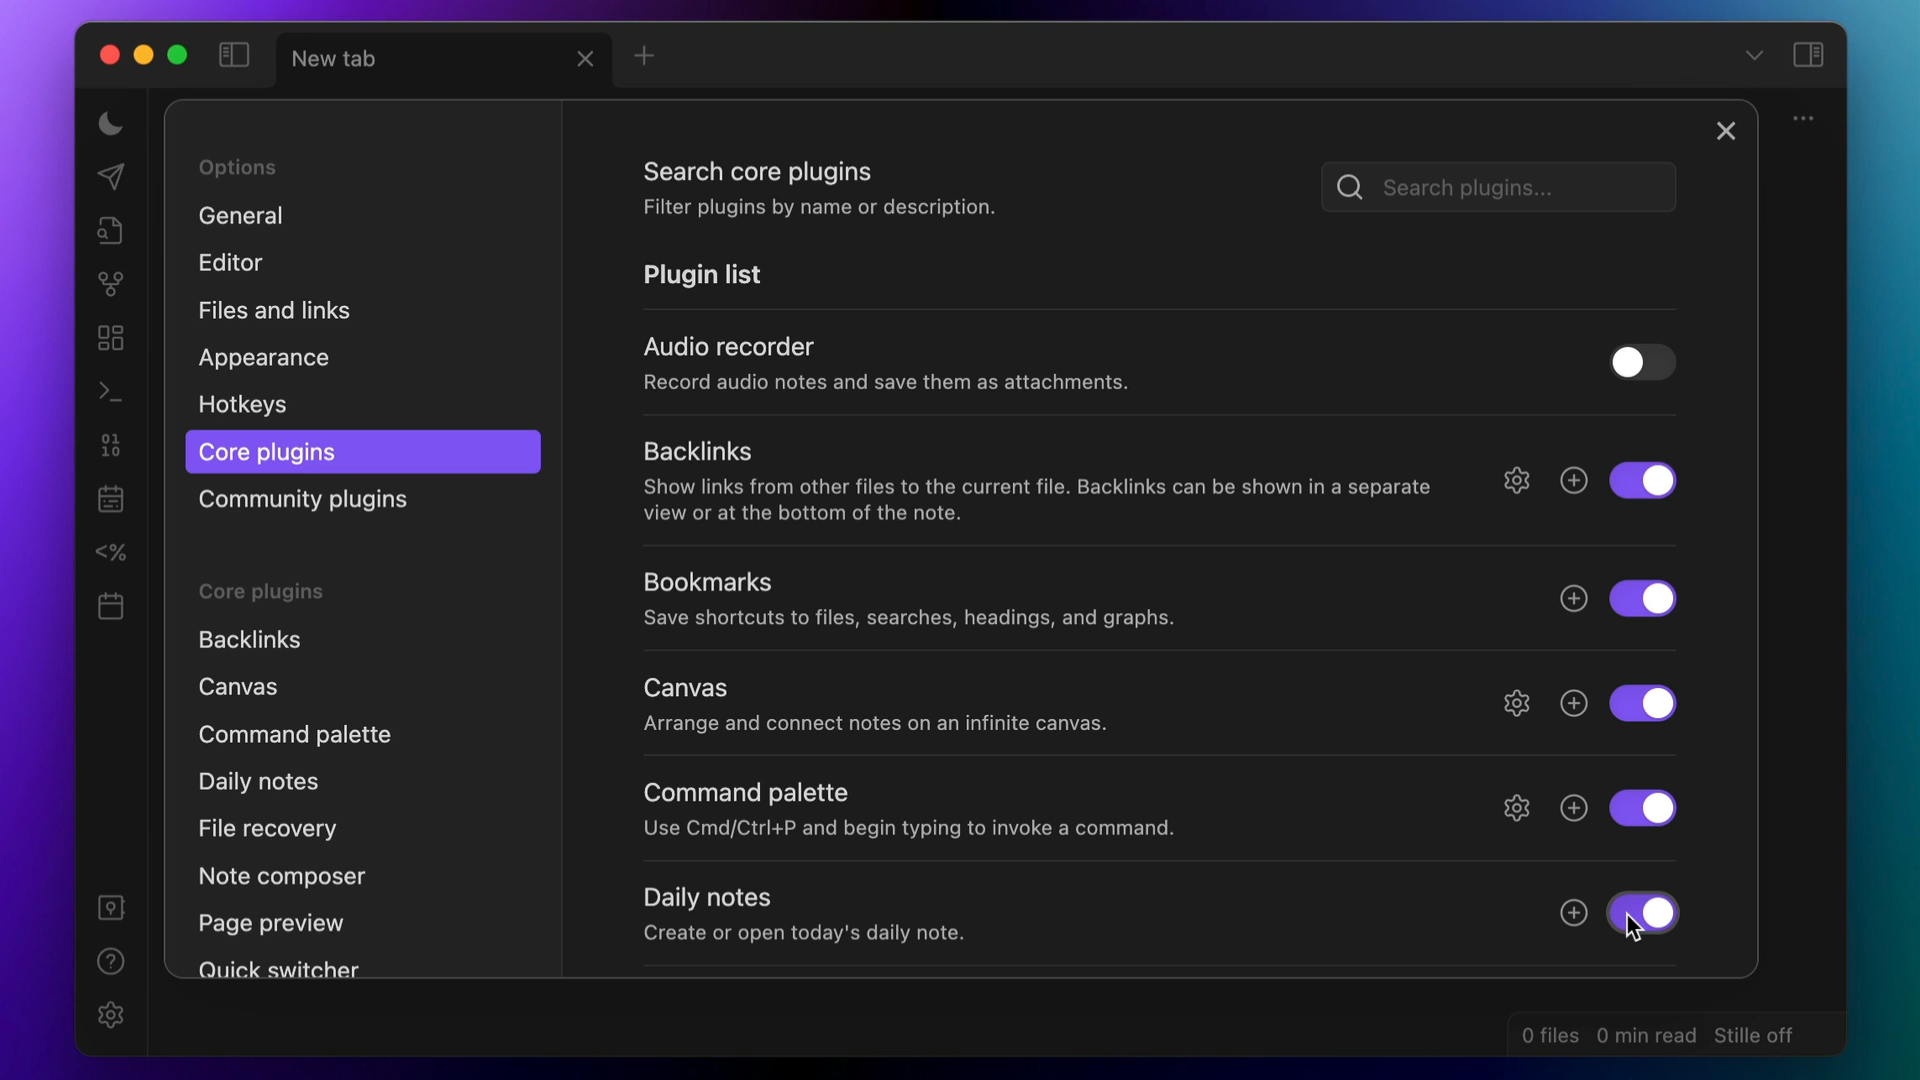 New tab
Options
General
Editor
Files and links
Appearance
Hotkeys
Core plugins
Community plugins
Core plugins
Backlinks
Canvas
Command palette
Daily notes
File recovery
Note composer
Page preview
Quick switcher
Search core plugins
Filter plugins by name or description.
Search plugins...
Plugin list
Audio recorder
Record audio notes and save them as attachments.
Backlinks
Show links from other files to the current file. Backlinks can be shown in a separate
view or at the bottom of the note.
Bookmarks
Save shortcuts to files, searches, headings, and graphs.
Canvas
Arrange and connect notes on an infinite canvas.
Command palette
Use Cmd/Ctrl+P and begin typing to invoke a command.
Daily notes
Create or open today's daily note.
0 files 0 min read Stille off